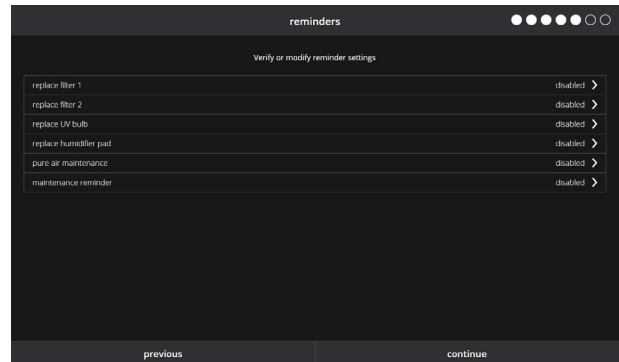 reminders
Verify or modify reminder settings
replace filter 1 disabled
replace filter 2 disabled
replace UV bulb disabled
replace humidifier pad disabled
pure air maintenance disabled
maintenance reminder disabled
previous continue